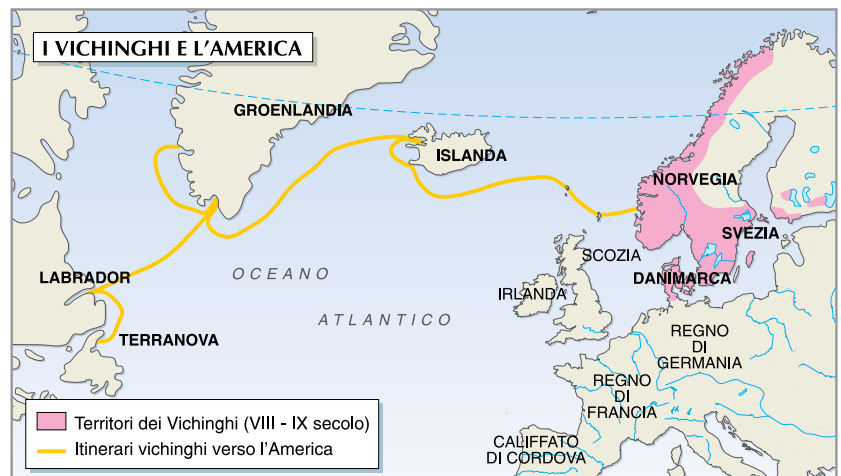 I VICHINGHI E L'AMERICA
GROENLANDIA
ISLANDA
NORVEGIA
SVEZIA
SCOZIA
DANIMARCA
LABRADOR
OCEANO
IRLANDA
ATLANTICO
TERRANOVA
REGNO
DI
GERMANIA
REGNO
DI
FRANCIA
CALIFFATO
DI CORDOVA
Territori dei Vichinghi (VIII - IX secolo)
Itinerari vichinghi verso l'America